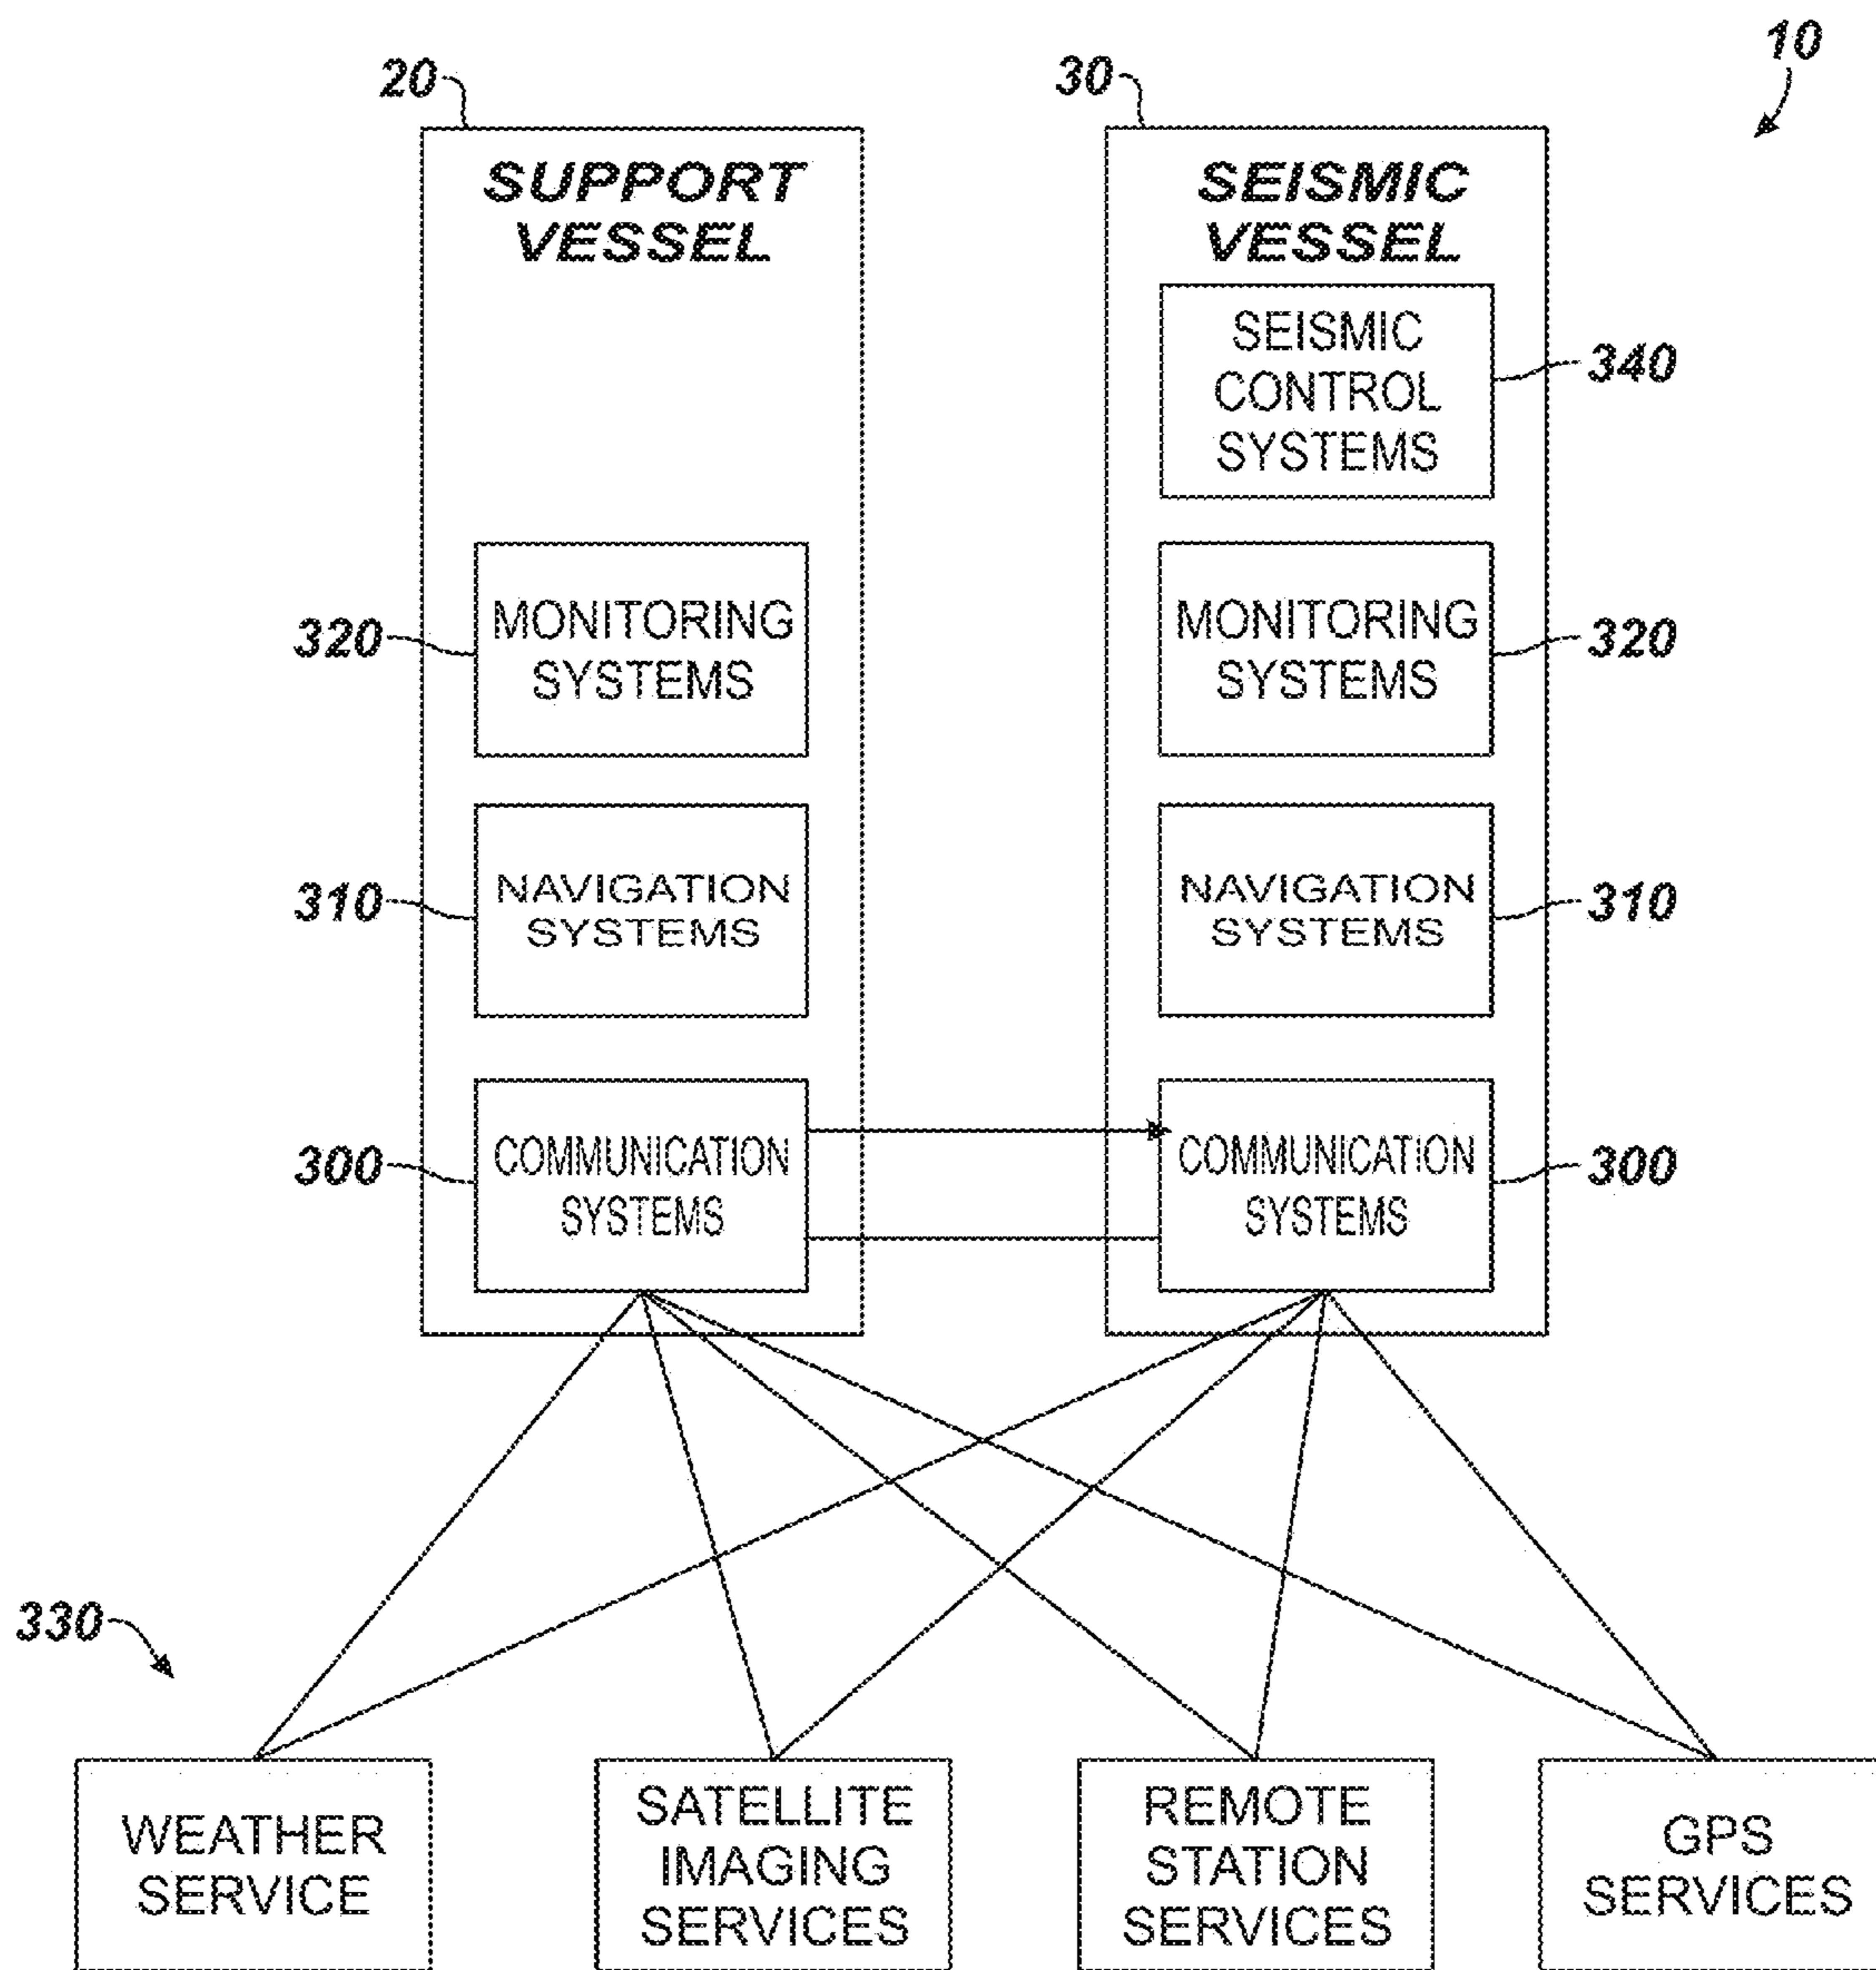 10
20
30
SUPPORT
VESSEL
SEISMIC
VESSEL
SEISMIC
CONTROL
SYSTEMS
340
320
MONITORING
SYSTEMS
MONITORING
SYSTEMS
320
310
NAVIGATION
SYSTEMS
NAVIGATION
SYSTEMS
310
300
COMMUNICATION
SYSTEMS
COMMUNICATION
SYSTEMS
300
330
WEATHER
SERVICE
SATELLITE
IMAGING
SERVICES
REMOTE
STATION
SERVICES
GPS
SERVICES